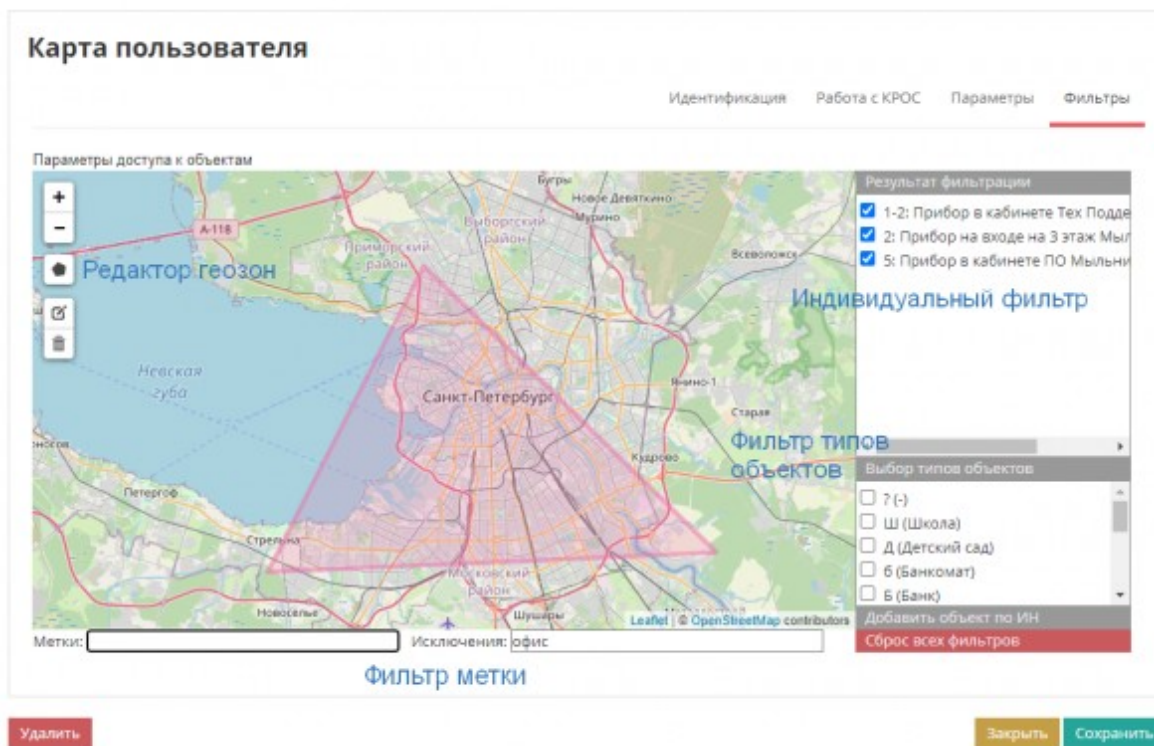 Карта пользователя
Идентификация Работа с КРОС Параметры Фильтры
Параметры доступа к объектам
+
−
Редактор геозон
А-118
Бугры
Новое Девяткино
Мурино
Выборгский район
Приморский район
Всеволожск
Невская губа
Санкт-Петербург
Янино-1
Старая
Кудрово
Петергоф
Стрельна
Московский район
Новоселье
Шушары
Leaflet | © OpenStreetMap contributors
Результат фильтрации
1-2: Прибор в кабинете Тех Подде
2: Прибор на входе на 3 этаж Мыл
5: Прибор в кабинете ПО Мыльни
Индивидуальный фильтр
Фильтр типов объектов
Выбор типов объектов
? (-)
Ш (Школа)
Д (Детский сад)
б (Банкомат)
Б (Банк)
Добавить объект по ИН
Сброс всех фильтров
Метки:
Исключения: офис
Фильтр метки
Удалить
Закрыть Сохранить